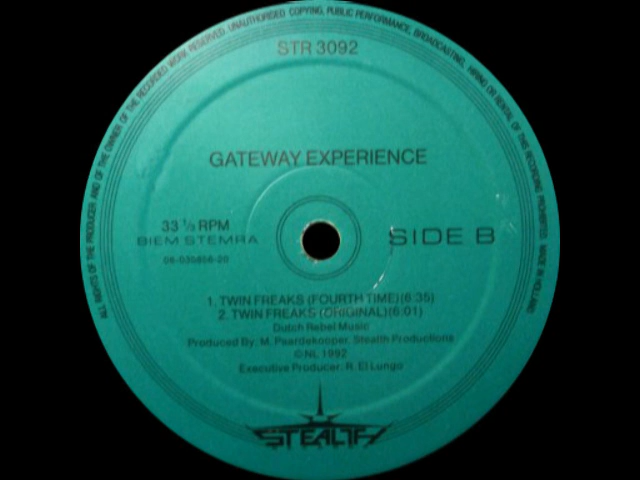 ALL RIGHTS OF THE PRODUCER AND OF THE OWNER OF THE RECORDED WORK RESERVED UNAUTHORISED COPYING, PUBLIC PERFORMANCE, BROADCASTING, HIRING OR RENTAL OF THIS RECORDING PROHIBITED MADE IN HOLLAND
STR 3092
GATEWAY EXPERIENCE
33 ⅓ RPM
BIEM STEMRA
SIDE B
1. TWIN FREAKS (FOURTH TIME)(6:35)
2. TWIN FREAKS (ORIGINAL)(6:01)
Dutch Rebel Music
Produced By: M. Paardekooper, Stealth Productions
©NL 1992
Executive Producer: R. El Lungo
STEALTH